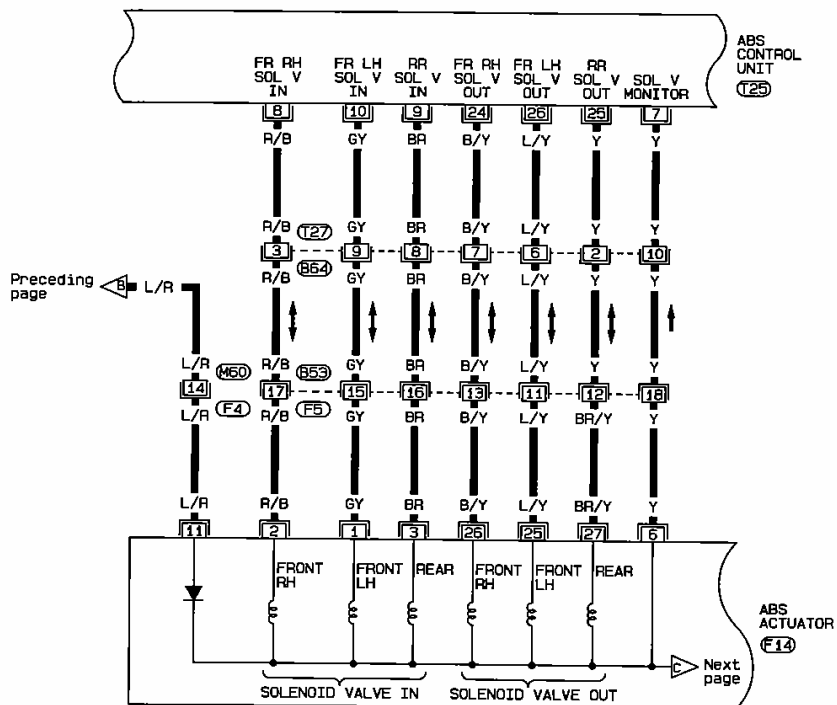 FR RH SOL V IN
FR LH SOL V IN
RR SOL V IN
FR RH SOL V OUT
FR LH SOL V OUT
RR SOL V OUT
SOL V MONITOR
ABS CONTROL UNIT
T25
8 10 9 24 26 25 7
R/B GY BR B/Y L/Y Y Y
R/B T27 GY BR B/Y L/Y Y Y
3 9 8 7 6 2 10
R/B B64 GY BR B/Y L/Y Y Y
Preceding page
B L/R
L/R M60 R/B B53 GY BR B/Y L/Y Y Y
14 17 15 16 13 11 12 18
L/R F4 R/B F5 GY BR B/Y L/Y BR/Y Y
L/R R/B GY BR B/Y L/Y BR/Y Y
11 2 1 3 26 25 27 6
FRONT RH
FRONT LH
REAR
FRONT RH
FRONT LH
REAR
ABS ACTUATOR
F14
C Next page
SOLENOID VALVE IN
SOLENOID VALVE OUT